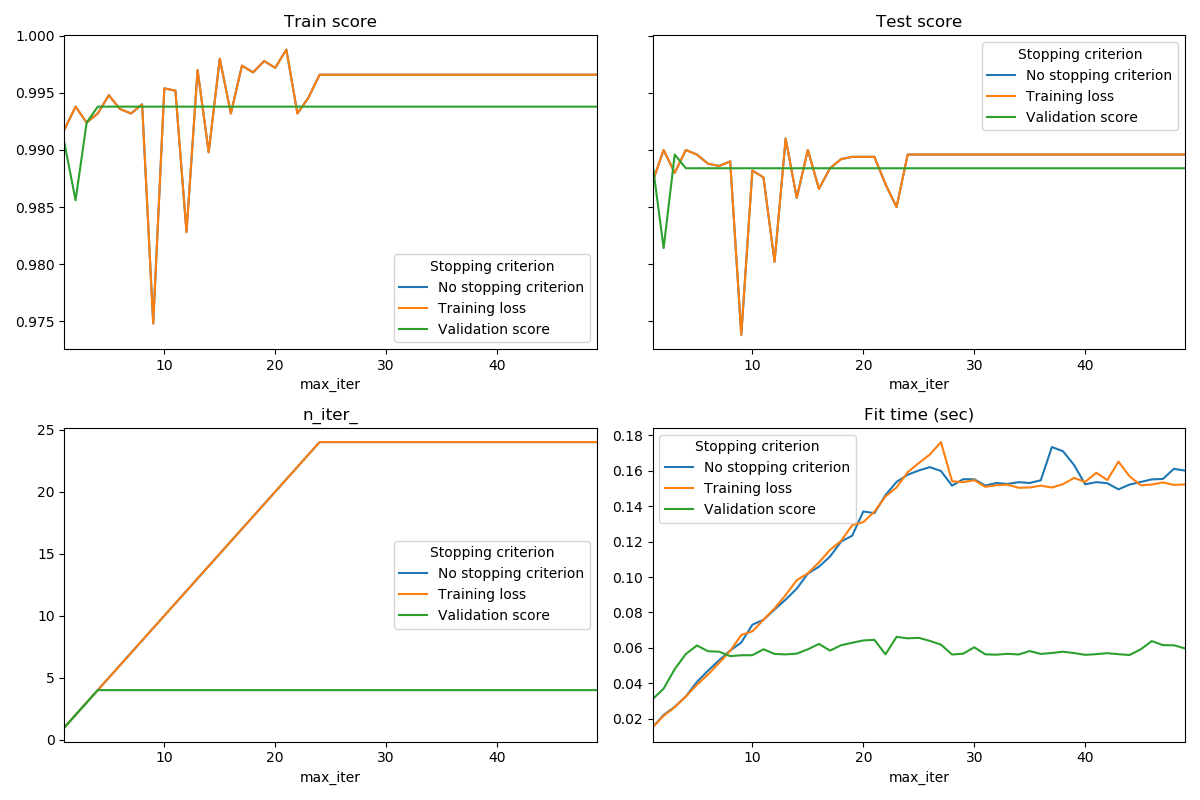 Train score
1.000
0.995
0.990
0.985
0.980
0.975
Stopping criterion
No stopping criterion
Training loss
Validation score
10
20
30
40
max_iter
Test score
Stopping criterion
No stopping criterion
Training loss
Validation score
10
20
30
40
max_iter
n_iter_
25
20
15
10
5
0
Stopping criterion
No stopping criterion
Training loss
Validation score
10
20
30
40
max_iter
Fit time (sec)
0.18
0.16
0.14
0.12
0.10
0.08
0.06
0.04
0.02
Stopping criterion
No stopping criterion
Training loss
Validation score
10
20
30
40
max_iter